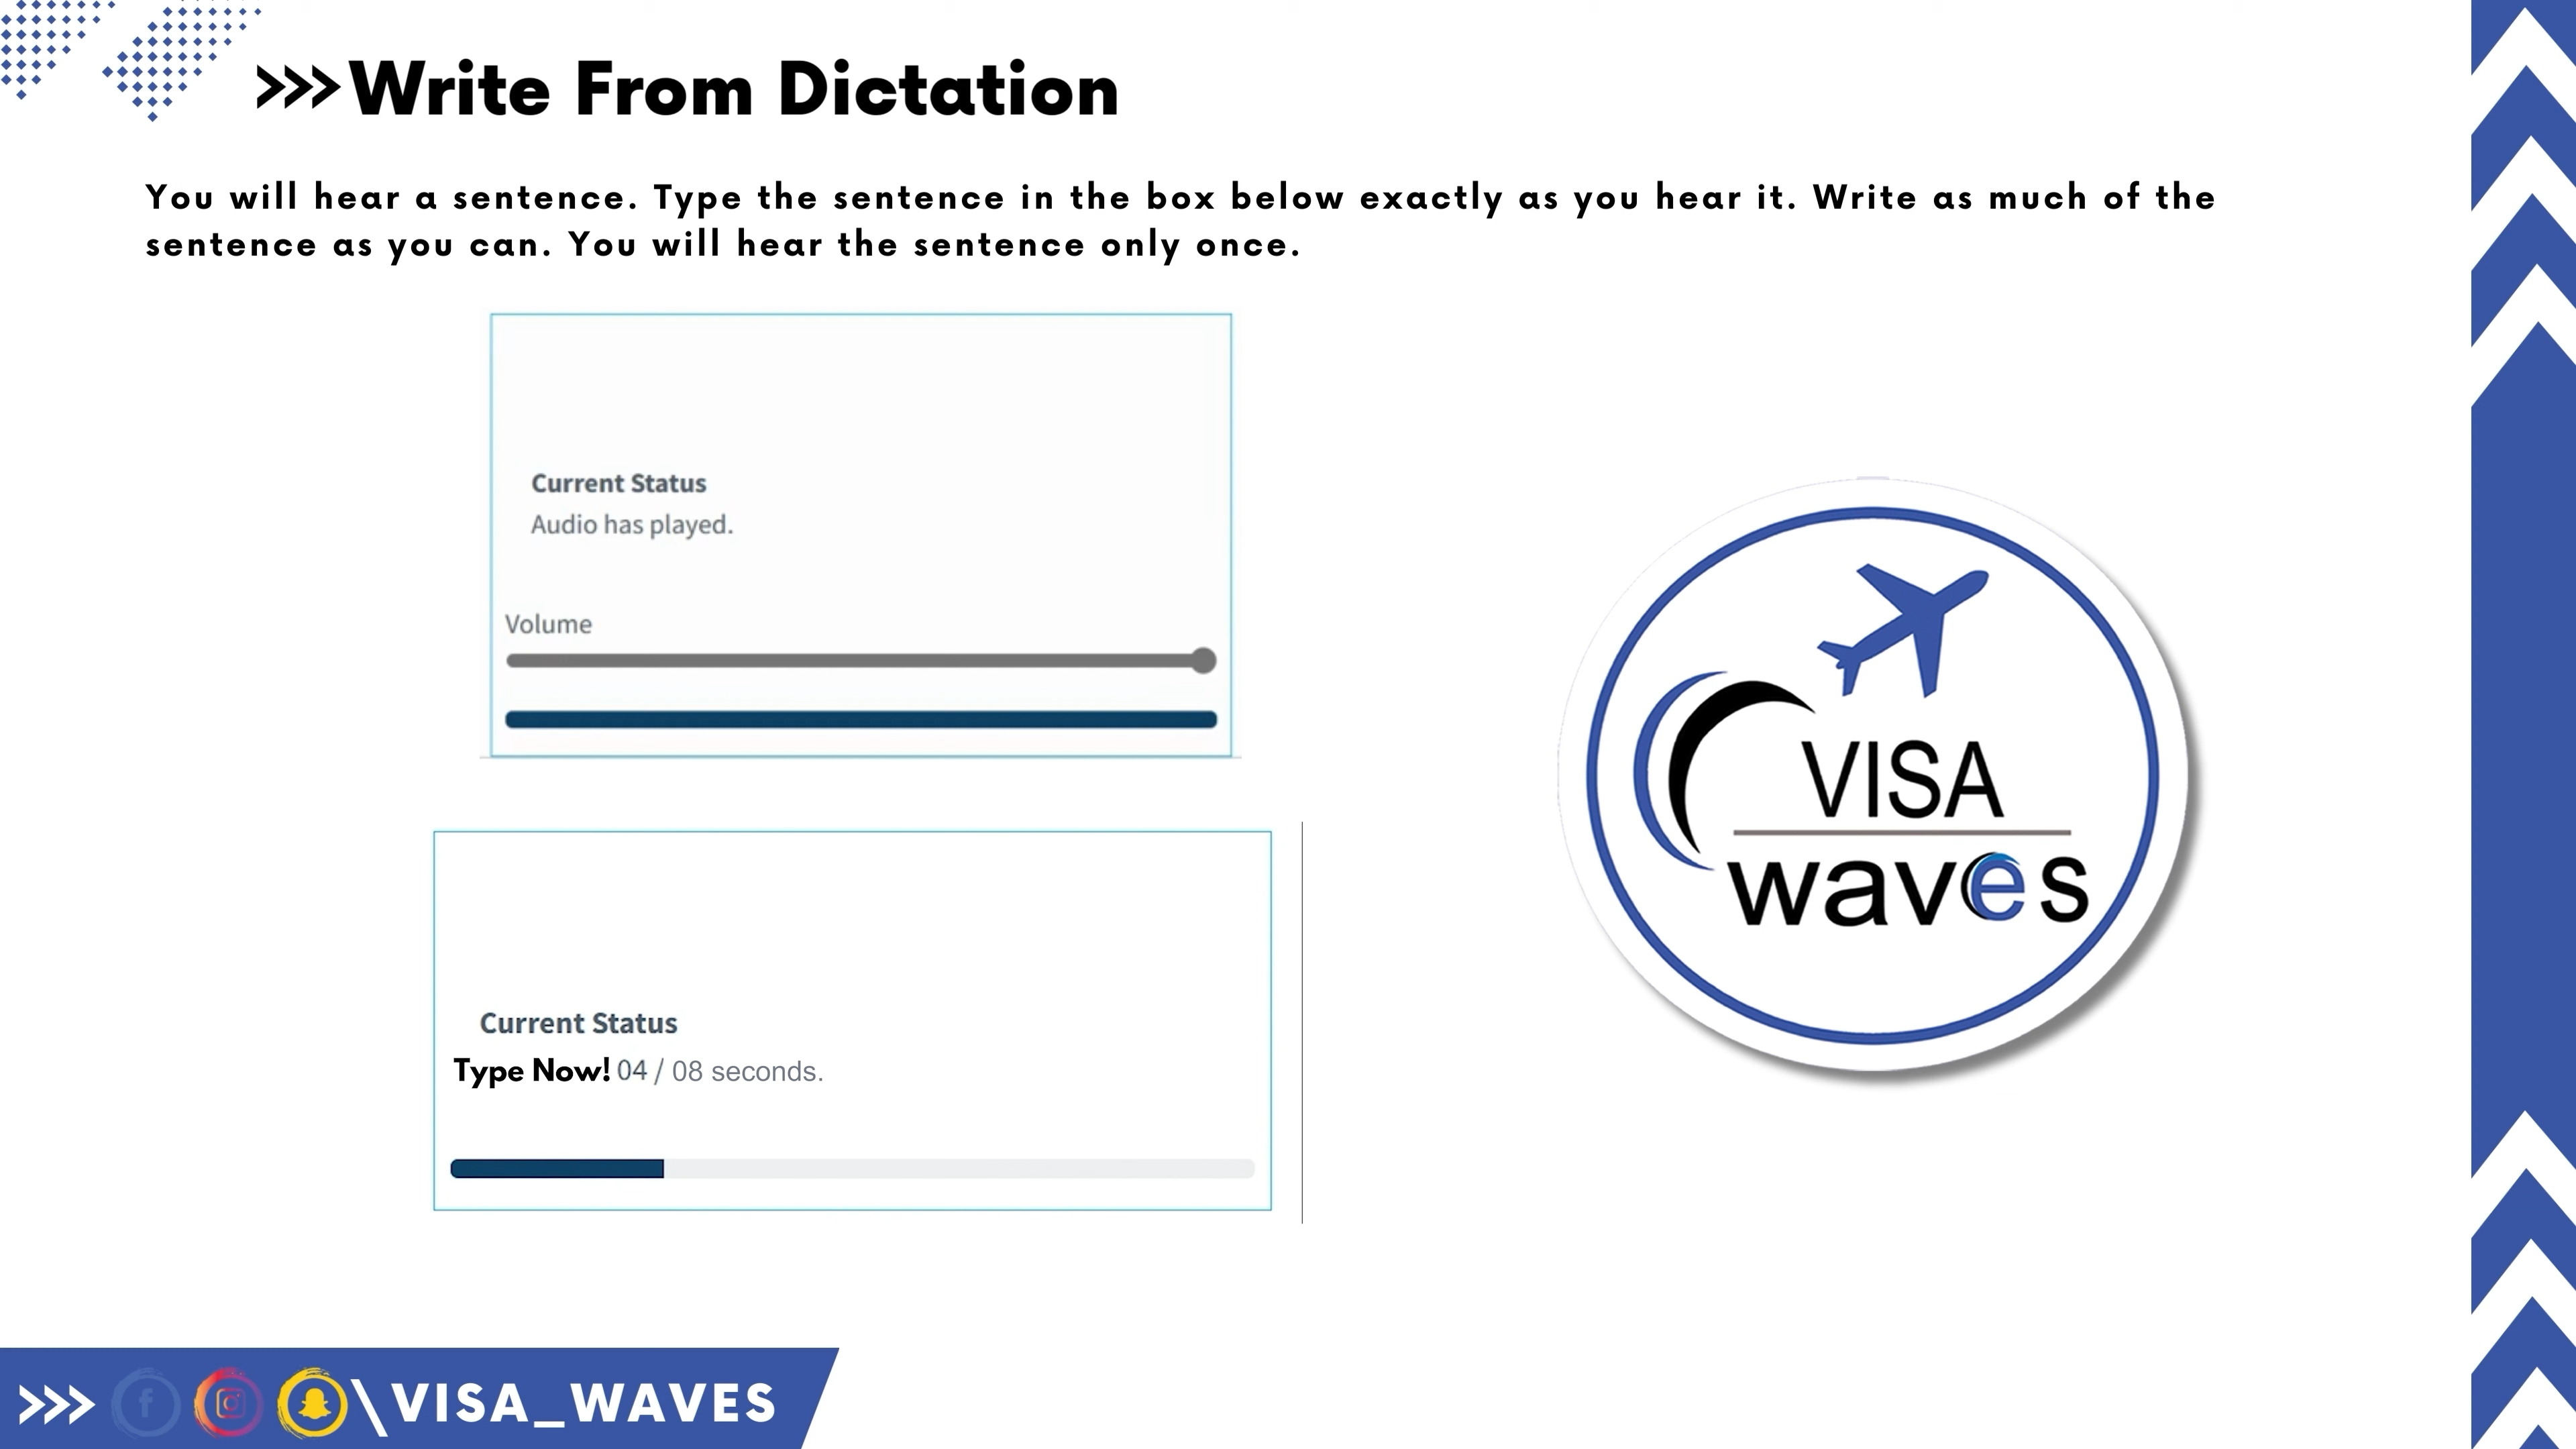 >>>Write From Dictation
You will hear a sentence. Type the sentence in the box below exactly as you hear it. Write as much of the
sentence as you can. You will hear the sentence only once.
Current Status
Audio has played.
Volume
Current Status
Type Now! 04 / 08 seconds.
VISA
waves
>>> \VISA_WAVES